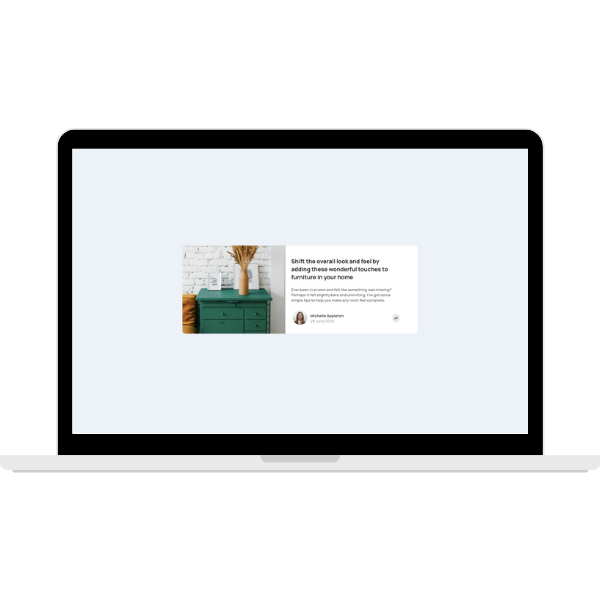 Shift the overall look and feel by
adding these wonderful touches to
furniture in your home
Ever been in a room and felt like something was missing?
Perhaps it felt slightly bare and uninviting. I've got some
simple tips to help you make any room feel complete.
Michelle Appleton
28 June 2020